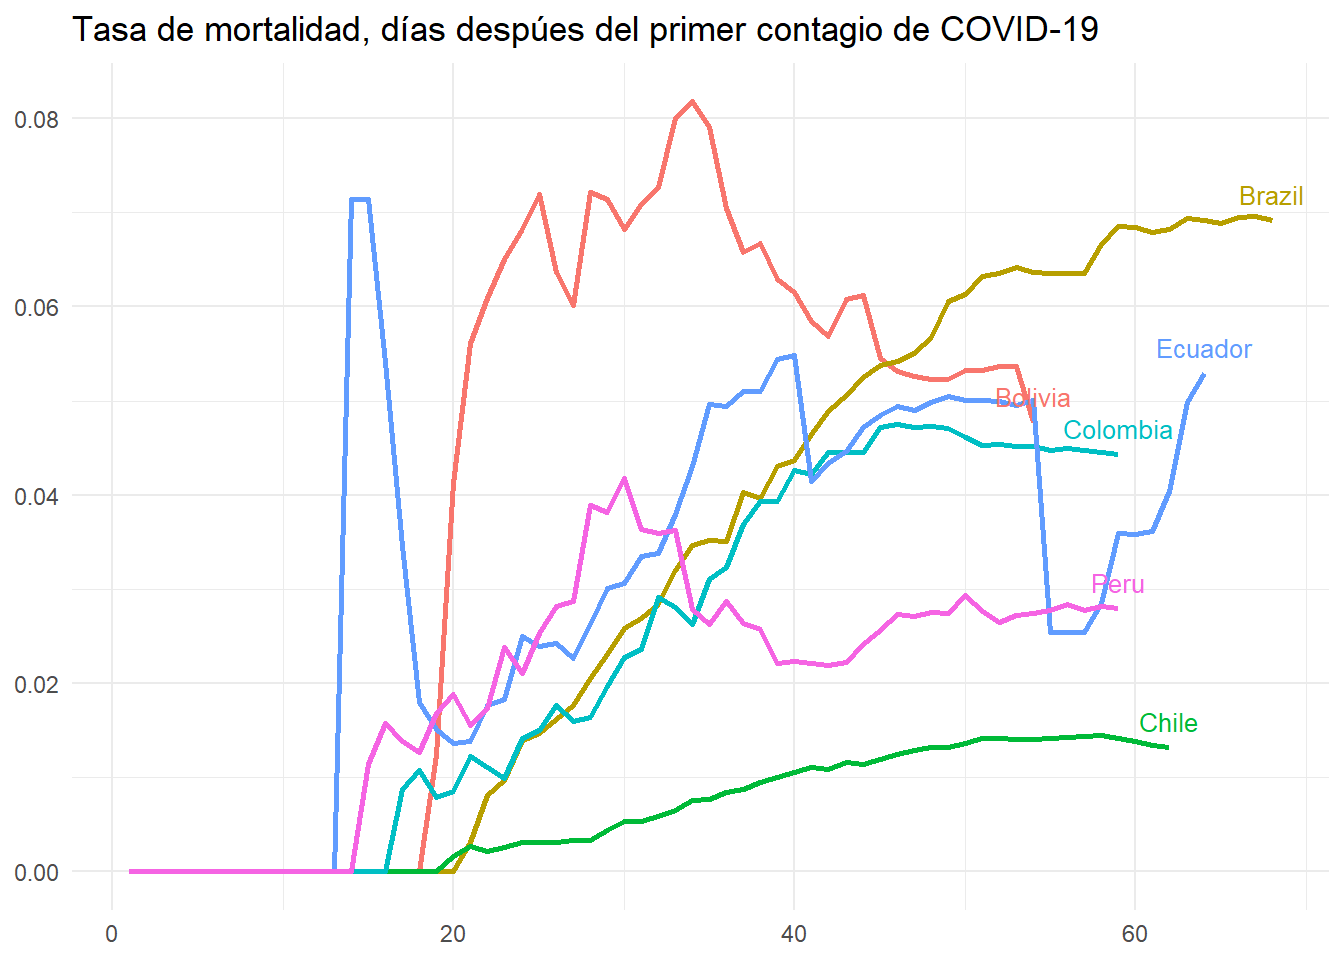 Tasa de mortalidad, días despúes del primer contagio de COVID-19
0.08
Brazil
0.06
Ecuador
Bolivia
Colombia
0.04
Peru
0.02
Chile
0.00
0 20 40 60